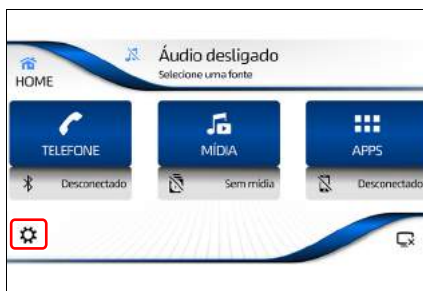 Áudio desligado
Selecione uma fonte
HOME
TELEFONE
MÍDIA
APPS
Desconectado
Sem mídia
Desconectado